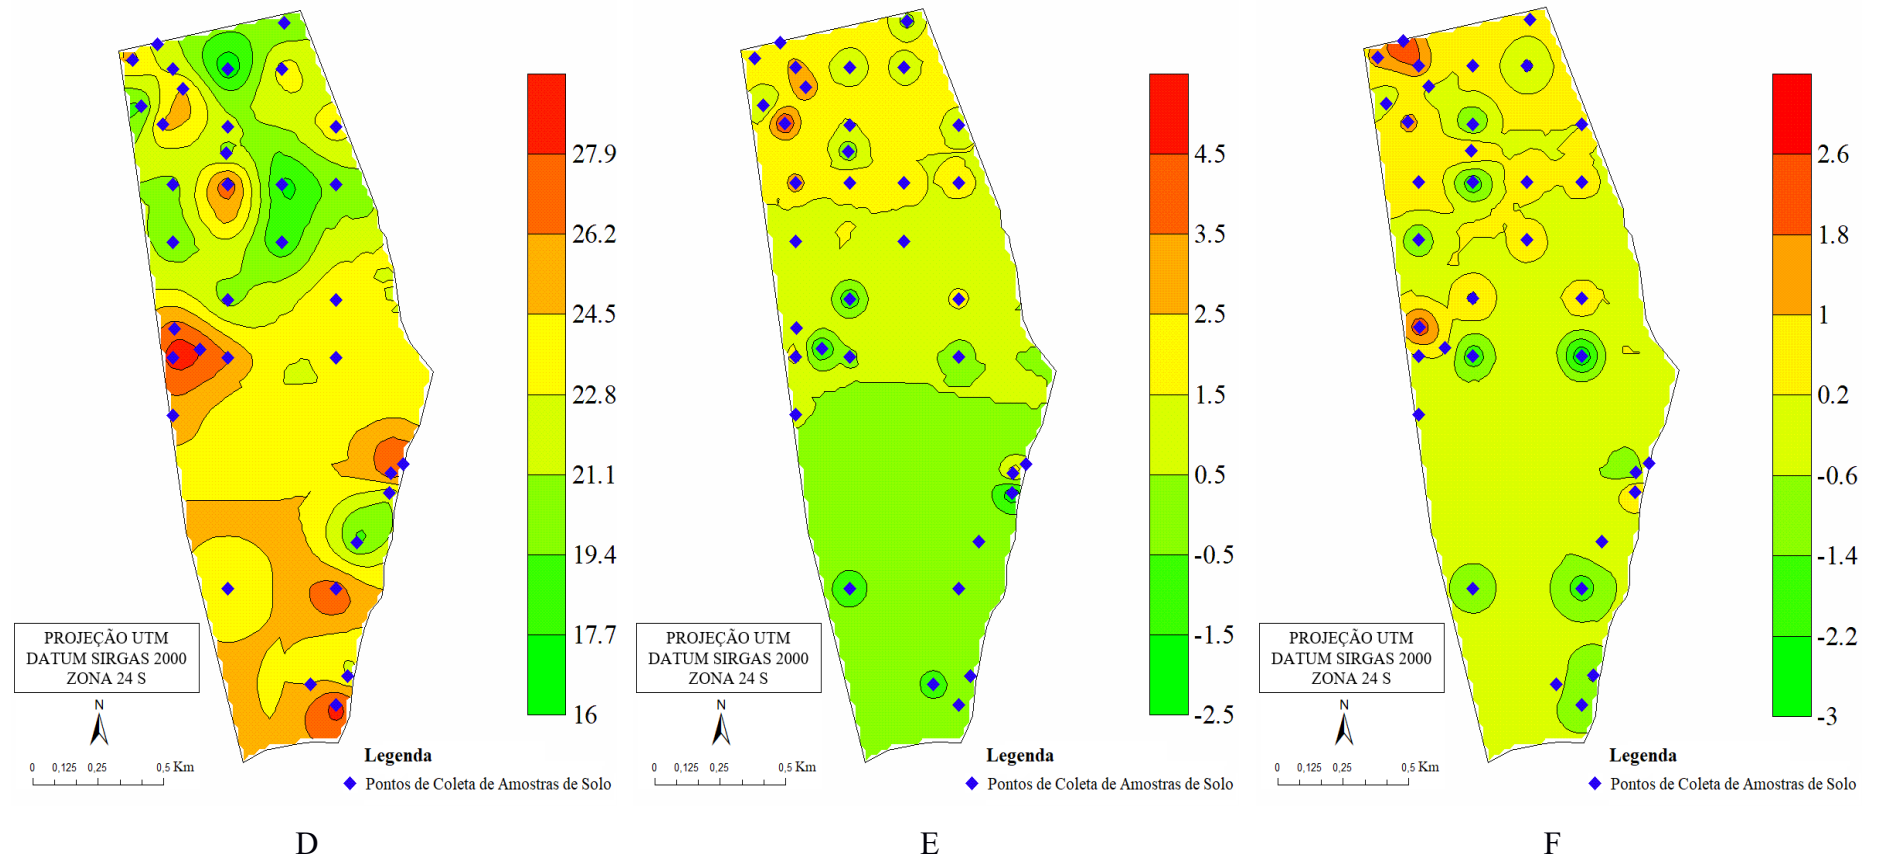 27.9
26.2
24.5
22.8
21.1
19.4
17.7
16
PROJEÇÃO UTM
DATUM SIRGAS 2000
ZONA 24 S
N
0 0,125 0,25 0,5 Km
Legenda
Pontos de Coleta de Amostras de Solo
D
4.5
3.5
2.5
1.5
0.5
-0.5
-1.5
-2.5
PROJEÇÃO UTM
DATUM SIRGAS 2000
ZONA 24 S
N
0 0,125 0,25 0,5 Km
Legenda
Pontos de Coleta de Amostras de Solo
E
2.6
1.8
1
0.2
-0.6
-1.4
-2.2
-3
PROJEÇÃO UTM
DATUM SIRGAS 2000
ZONA 24 S
N
0 0,125 0,25 0,5 Km
Legenda
Pontos de Coleta de Amostras de Solo
F